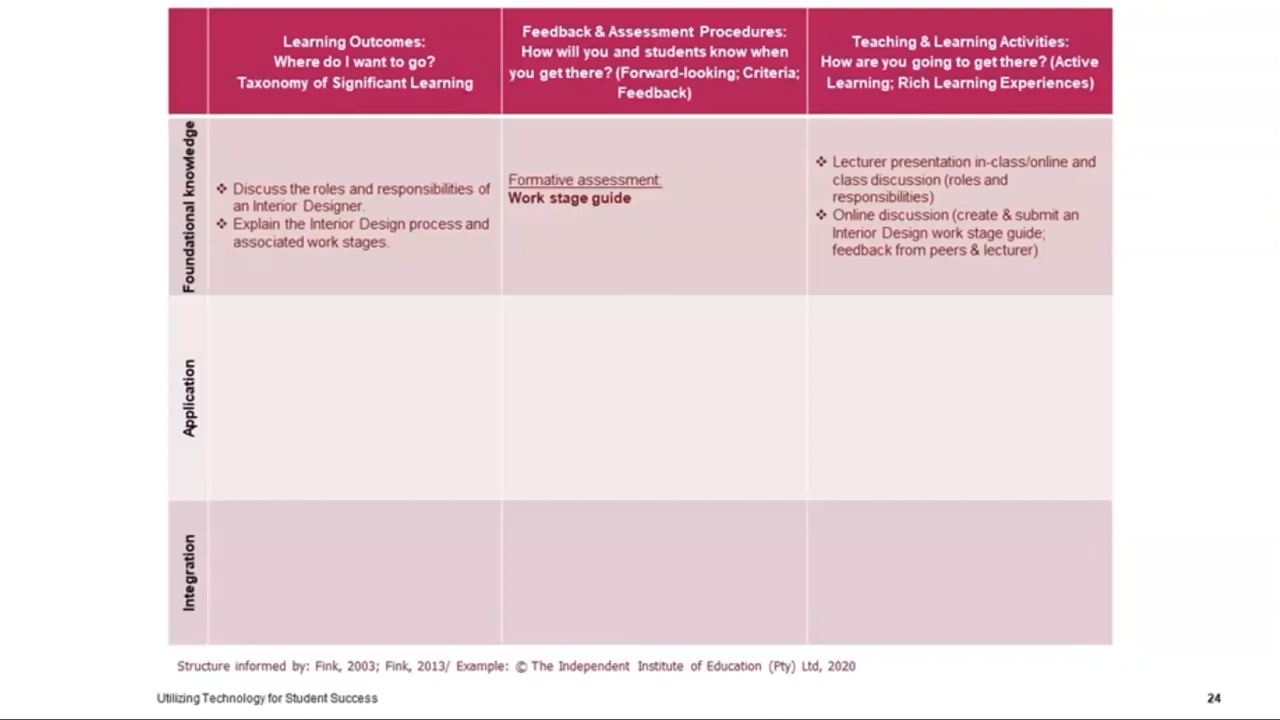 Learning Outcomes:
Where do I want to go?
Taxonomy of Significant Learning
Feedback & Assessment Procedures:
How will you and students know when
you get there? (Forward-looking; Criteria;
Feedback)
Teaching & Learning Activities:
How are you going to get there? (Active
Learning; Rich Learning Experiences)
Foundational knowledge
❖ Discuss the roles and responsibilities of
an Interior Designer.
❖ Explain the Interior Design process and
associated work stages.
Formative assessment:
Work stage guide
❖ Lecturer presentation in-class/online and
class discussion (roles and
responsibilities)
❖ Online discussion (create & submit an
Interior Design work stage guide;
feedback from peers & lecturer)
Application
Integration
Structure informed by: Fink, 2003; Fink, 2013/ Example: © The Independent Institute of Education (Pty) Ltd, 2020
Utilizing Technology for Student Success
24